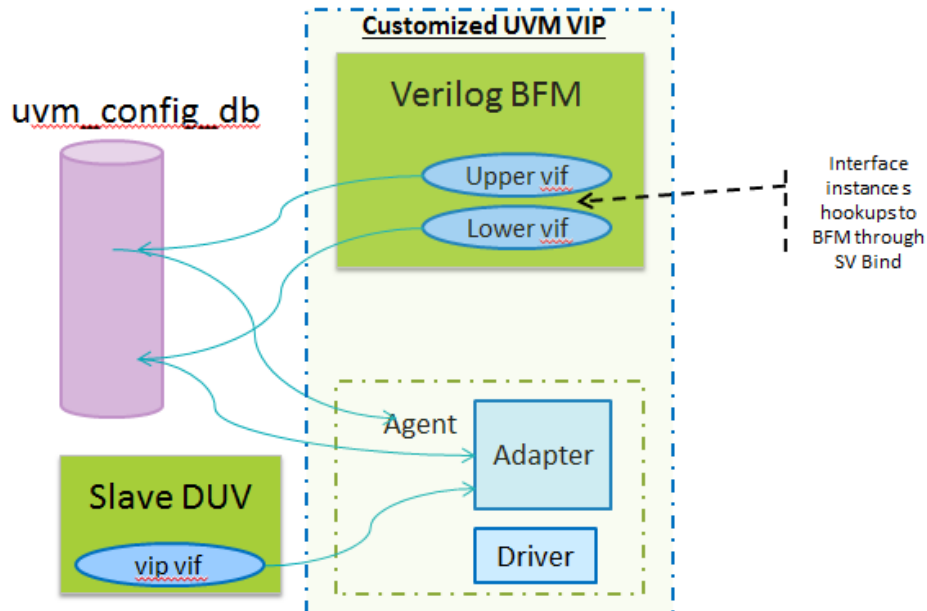 Customized UVM VIP
Verilog BFM
uvm_config_db
Upper vif
Lower vif
Interface
instance s
hookups to
BFM through
SV Bind
Agent
Adapter
Slave DUV
Driver
vip vif